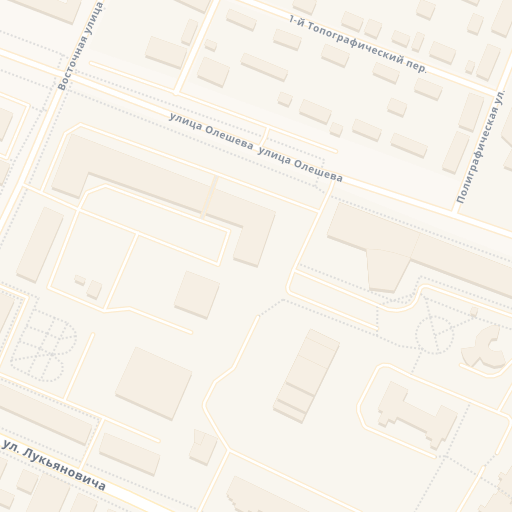 Восточная улица
1-й Топографический пер.
улица Олешева
улица Олешева
Полиграфическая ул.
ул. Лукьяновича